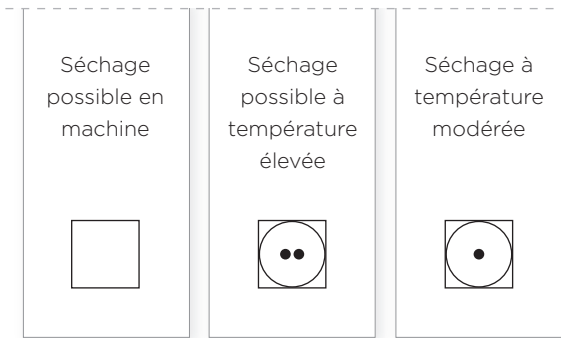 Séchage
possible en
machine
Séchage
possible à
température
élevée
Séchage à
température
modérée